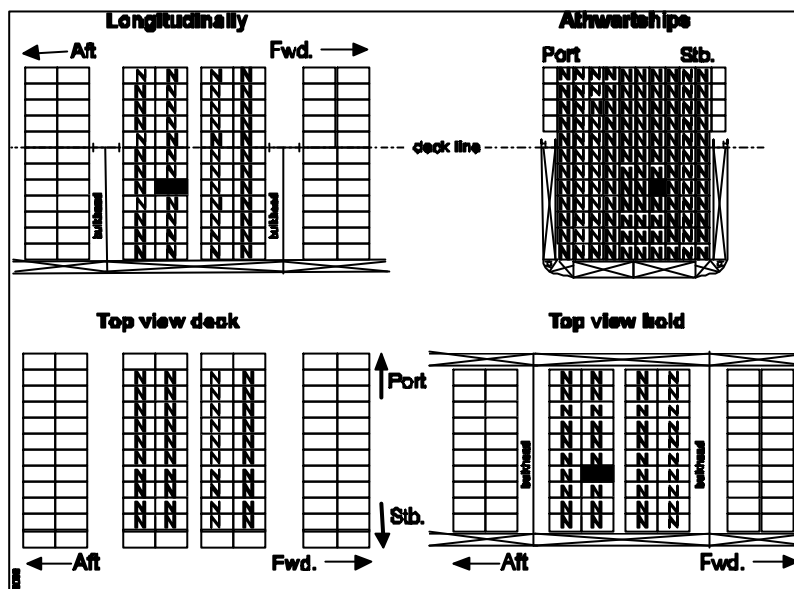 Longitudinally
Athwartships
Aft
Fwd.
Port
Stb.
N N N N
deck line
bulkhead
bulkhead
Top view deck
Top view hold
Port
Stb.
bulkhead
bulkhead
Aft
Fwd.
Aft
Fwd.